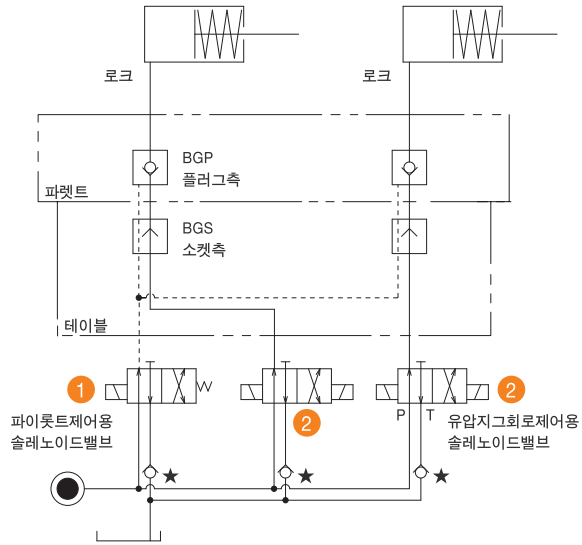 로크
로크
BGP
플러그측
파렛트
BGS
소켓측
테이블
1
2
2
P T
파이롯트제어용
솔레노이드밸브
유압지그회로제어용
솔레노이드밸브
★
★
★